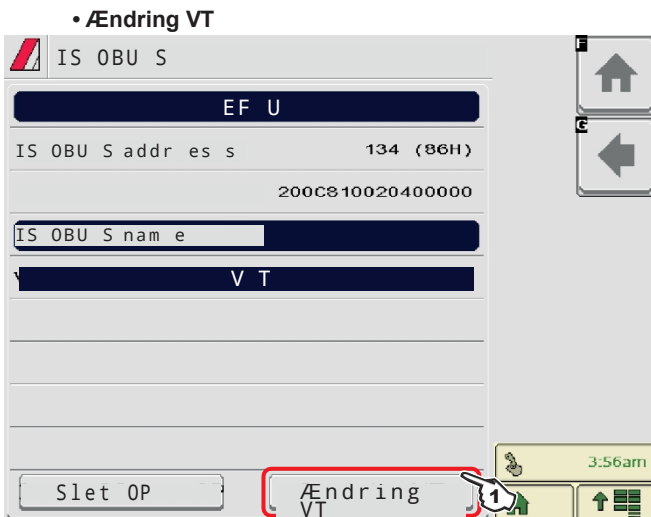 • Ændring VT
IS OBU S
F
EF U
G
IS OBU S addr es s 134 (86H)
200C810020400000
IS OBU S nam e
V T
3:56am
Slet OP
Ændring
VT
1